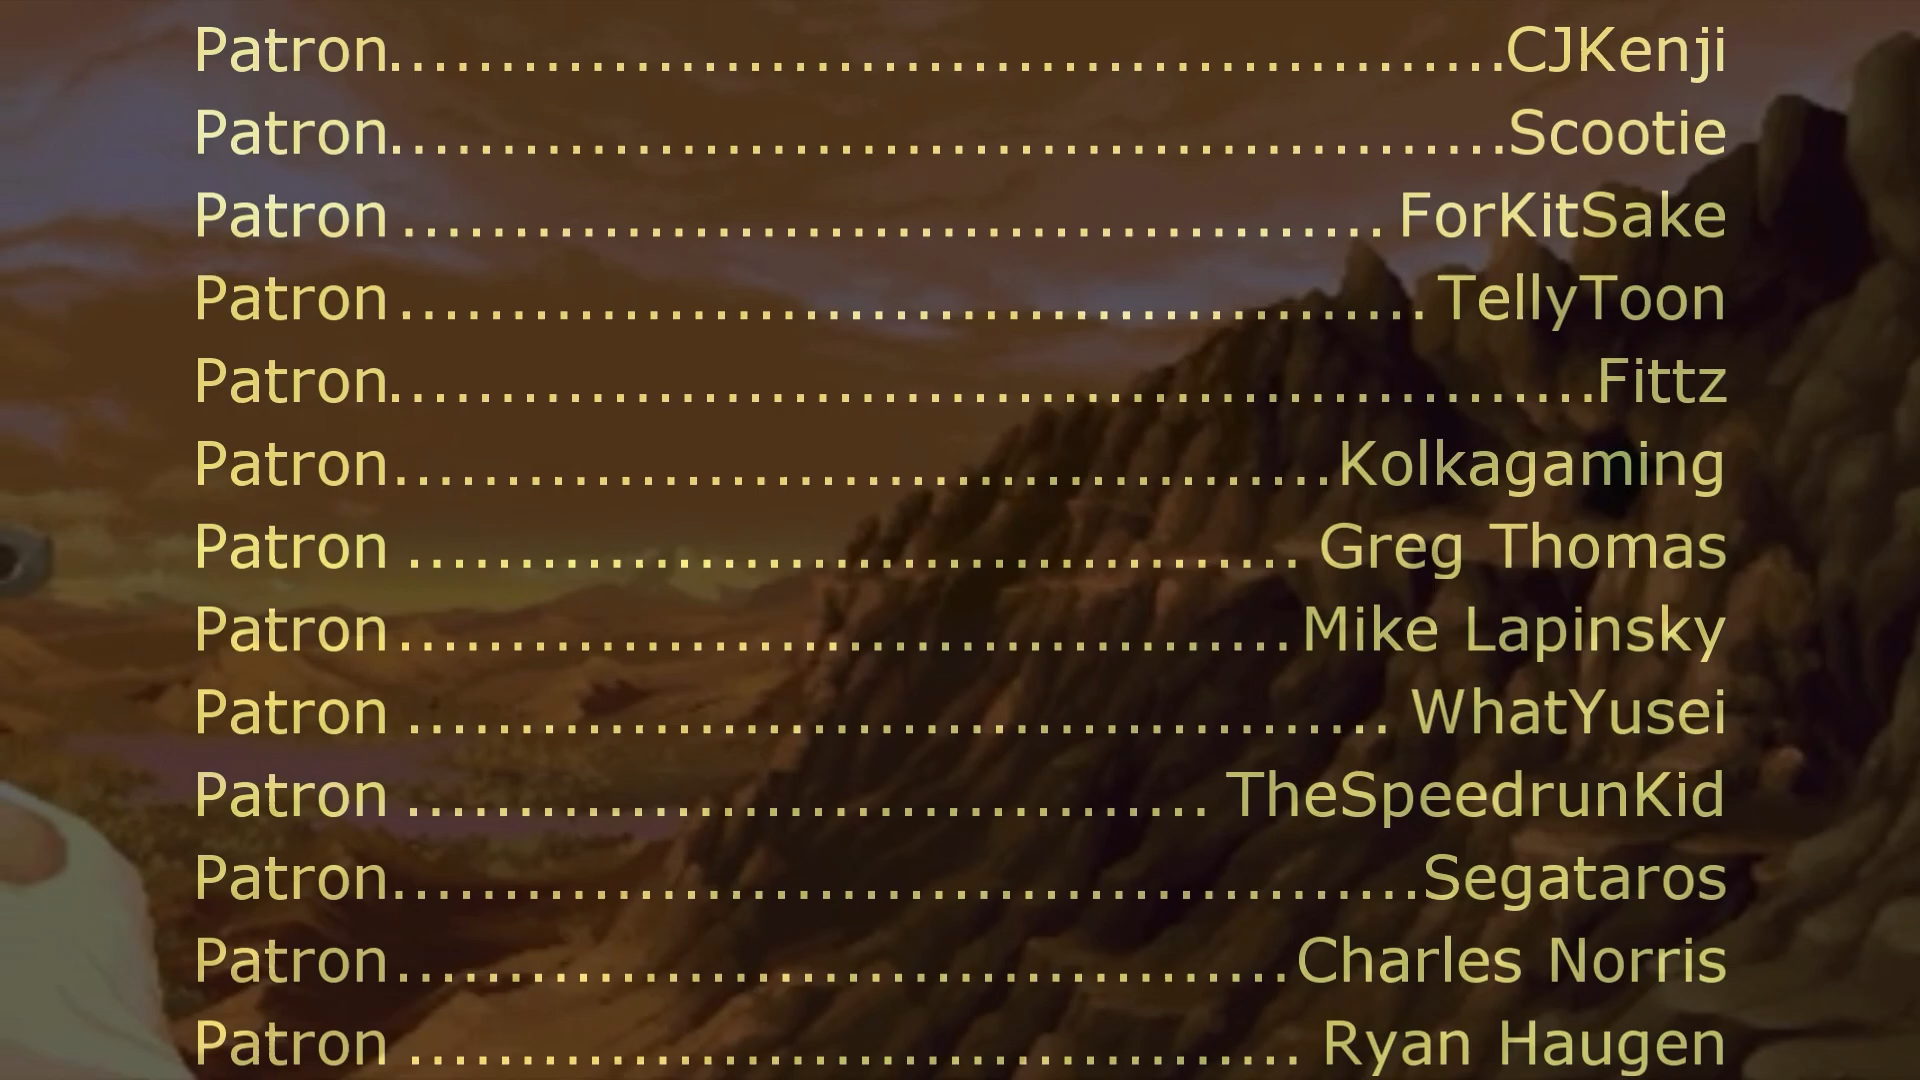 Patron..........................................CJKenji
Patron..........................................Scootie
Patron ................................... ForKitSake
Patron..................................... TellyToon
Patron...........................................Fittz
Patron..................................Kolkagaming
Patron ................................ Greg Thomas
Patron................................ Mike Lapinsky
Patron ................................... WhatYusei
Patron ............................. TheSpeedrunKid
Patron.....................................Segataros
Patron................................Charles Norris
Patron ................................ Ryan Haugen